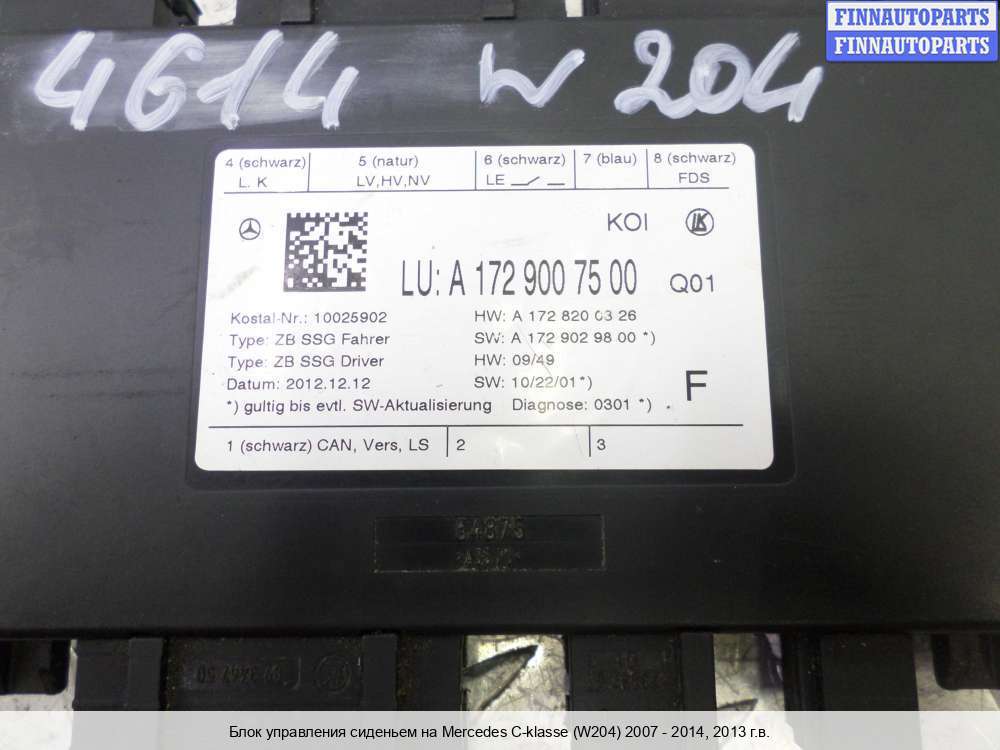 FINNAUTOPARTS
FINNAUTOPARTS
4614 W 204
4 (schwarz) 5 (natur) 6 (schwarz) 7 (blau) 8 (schwarz)
L. K LV,HV,NV LE FDS
KOI
LU: A 172 900 75 00 Q01
Kostal-Nr.: 10025902 HW: A 172 820 03 26
Type: ZB SSG Fahrer SW: A 172 902 98 00 *)
Type: ZB SSG Driver HW: 09/49
Datum: 2012.12.12 SW: 10/22/01*) F
*) gultig bis evtl. SW-Aktualisierung Diagnose: 0301 *)
1 (schwarz) CAN, Vers, LS 2 3
Блок управления сиденьем на Mercedes C-klasse (W204) 2007 - 2014, 2013 г.в.